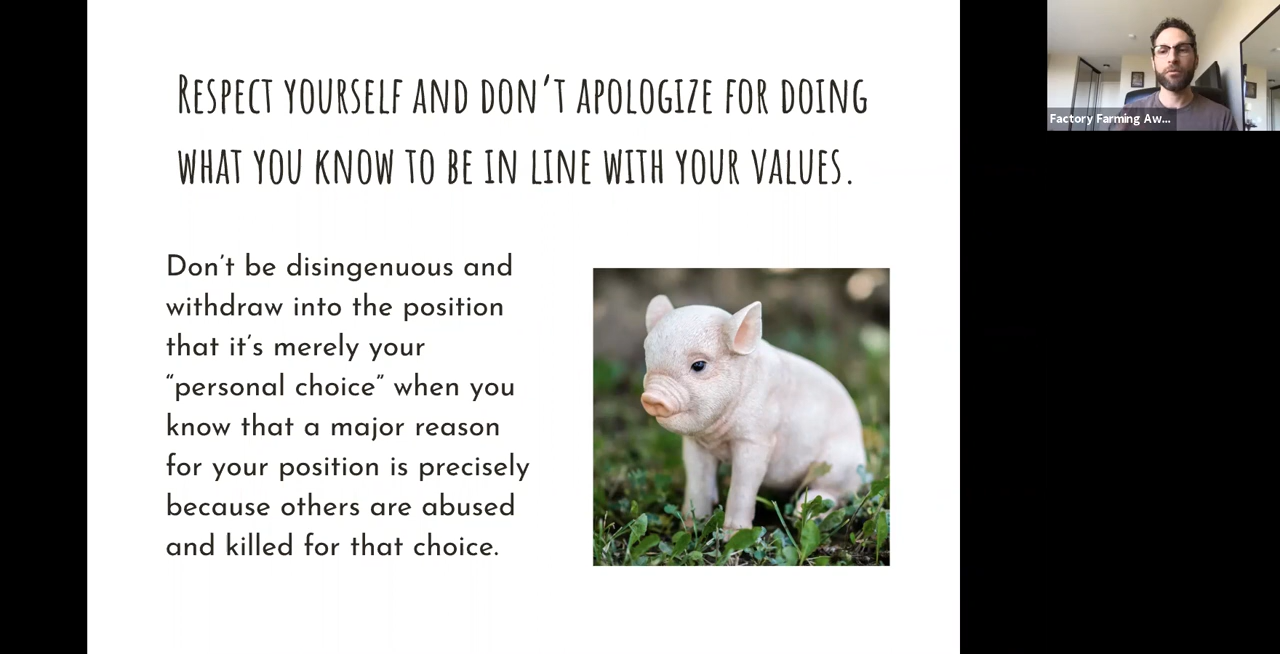 Respect yourself and don't apologize for doing
what you know to be in line with your values.
Don't be disingenuous and
withdraw into the position
that it's merely your
“personal choice” when you
know that a major reason
for your position is precisely
because others are abused
and killed for that choice.
Factory Farming Aw...